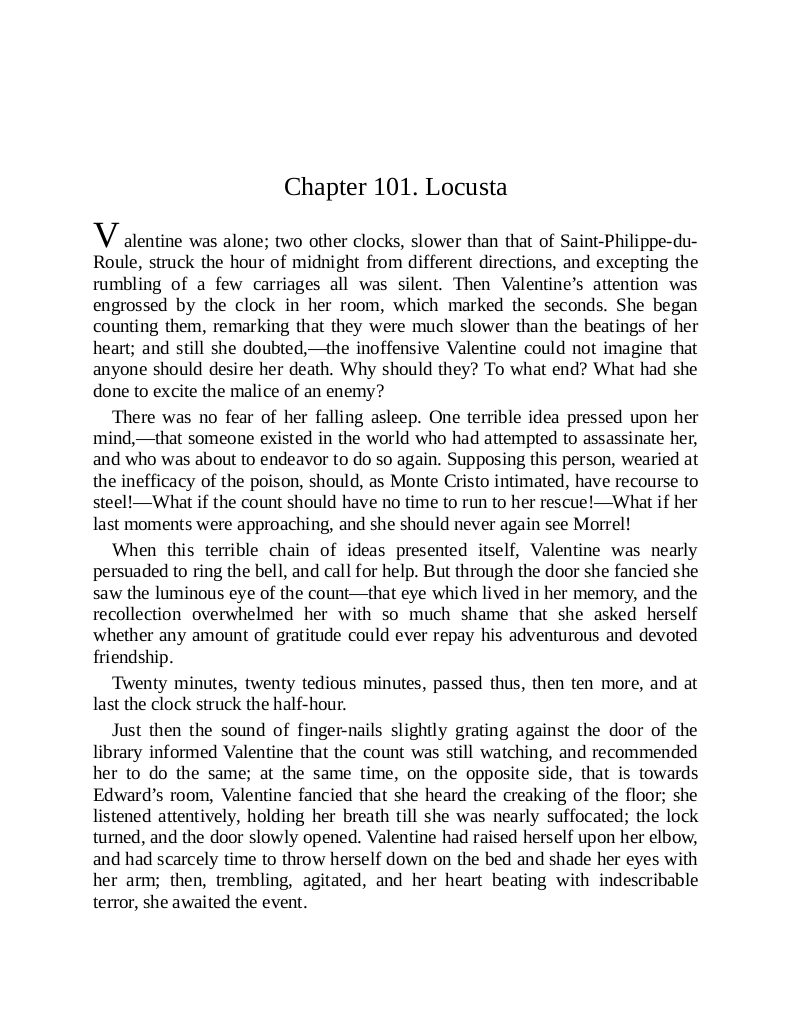 Chapter 101. Locusta
Valentine was alone; two other clocks, slower than that of Saint-Philippe-du-
Roule, struck the hour of midnight from different directions, and excepting the
rumbling of a few carriages all was silent. Then Valentine’s attention was
engrossed by the clock in her room, which marked the seconds. She began
counting them, remarking that they were much slower than the beatings of her
heart; and still she doubted,—the inoffensive Valentine could not imagine that
anyone should desire her death. Why should they? To what end? What had she
done to excite the malice of an enemy?
There was no fear of her falling asleep. One terrible idea pressed upon her
mind,—that someone existed in the world who had attempted to assassinate her,
and who was about to endeavor to do so again. Supposing this person, wearied at
the inefficacy of the poison, should, as Monte Cristo intimated, have recourse to
steel!—What if the count should have no time to run to her rescue!—What if her
last moments were approaching, and she should never again see Morrel!
When this terrible chain of ideas presented itself, Valentine was nearly
persuaded to ring the bell, and call for help. But through the door she fancied she
saw the luminous eye of the count—that eye which lived in her memory, and the
recollection overwhelmed her with so much shame that she asked herself
whether any amount of gratitude could ever repay his adventurous and devoted
friendship.
Twenty minutes, twenty tedious minutes, passed thus, then ten more, and at
last the clock struck the half-hour.
Just then the sound of finger-nails slightly grating against the door of the
library informed Valentine that the count was still watching, and recommended
her to do the same; at the same time, on the opposite side, that is towards
Edward’s room, Valentine fancied that she heard the creaking of the floor; she
listened attentively, holding her breath till she was nearly suffocated; the lock
turned, and the door slowly opened. Valentine had raised herself upon her elbow,
and had scarcely time to throw herself down on the bed and shade her eyes with
her arm; then, trembling, agitated, and her heart beating with indescribable
terror, she awaited the event.